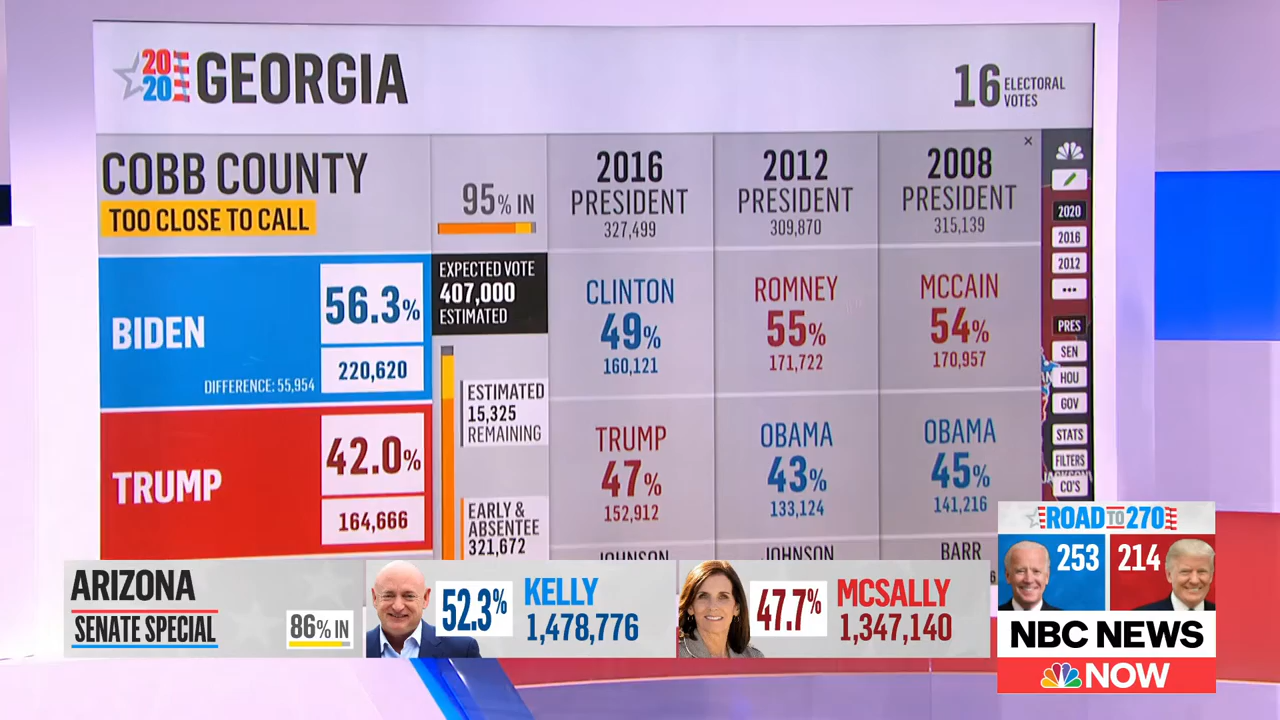 2020 GEORGIA
16 ELECTORAL VOTES
COBB COUNTY
TOO CLOSE TO CALL
95% IN
2016
PRESIDENT
327,499
2012
PRESIDENT
309,870
2008
PRESIDENT
315,139
×
BIDEN
56.3%
220,620
DIFFERENCE: 55,954
EXPECTED VOTE
407,000
ESTIMATED
CLINTON
49%
160,121
ROMNEY
55%
171,722
MCCAIN
54%
170,957
TRUMP
42.0%
164,666
ESTIMATED
15,325
REMAINING
EARLY &
ABSENTEE
321,672
TRUMP
47%
152,912
OBAMA
43%
133,124
OBAMA
45%
141,216
JOHNSON
JOHNSON
BARR
2020
2016
2012
•••
PRES
SEN
HOU
GOV
STATS
FILTERS
CO'S
ARIZONA
SENATE SPECIAL
86% IN
52.3%
KELLY
1,478,776
47.7%
MCSALLY
1,347,140
ROAD TO 270
253
214
NBC NEWS
NOW